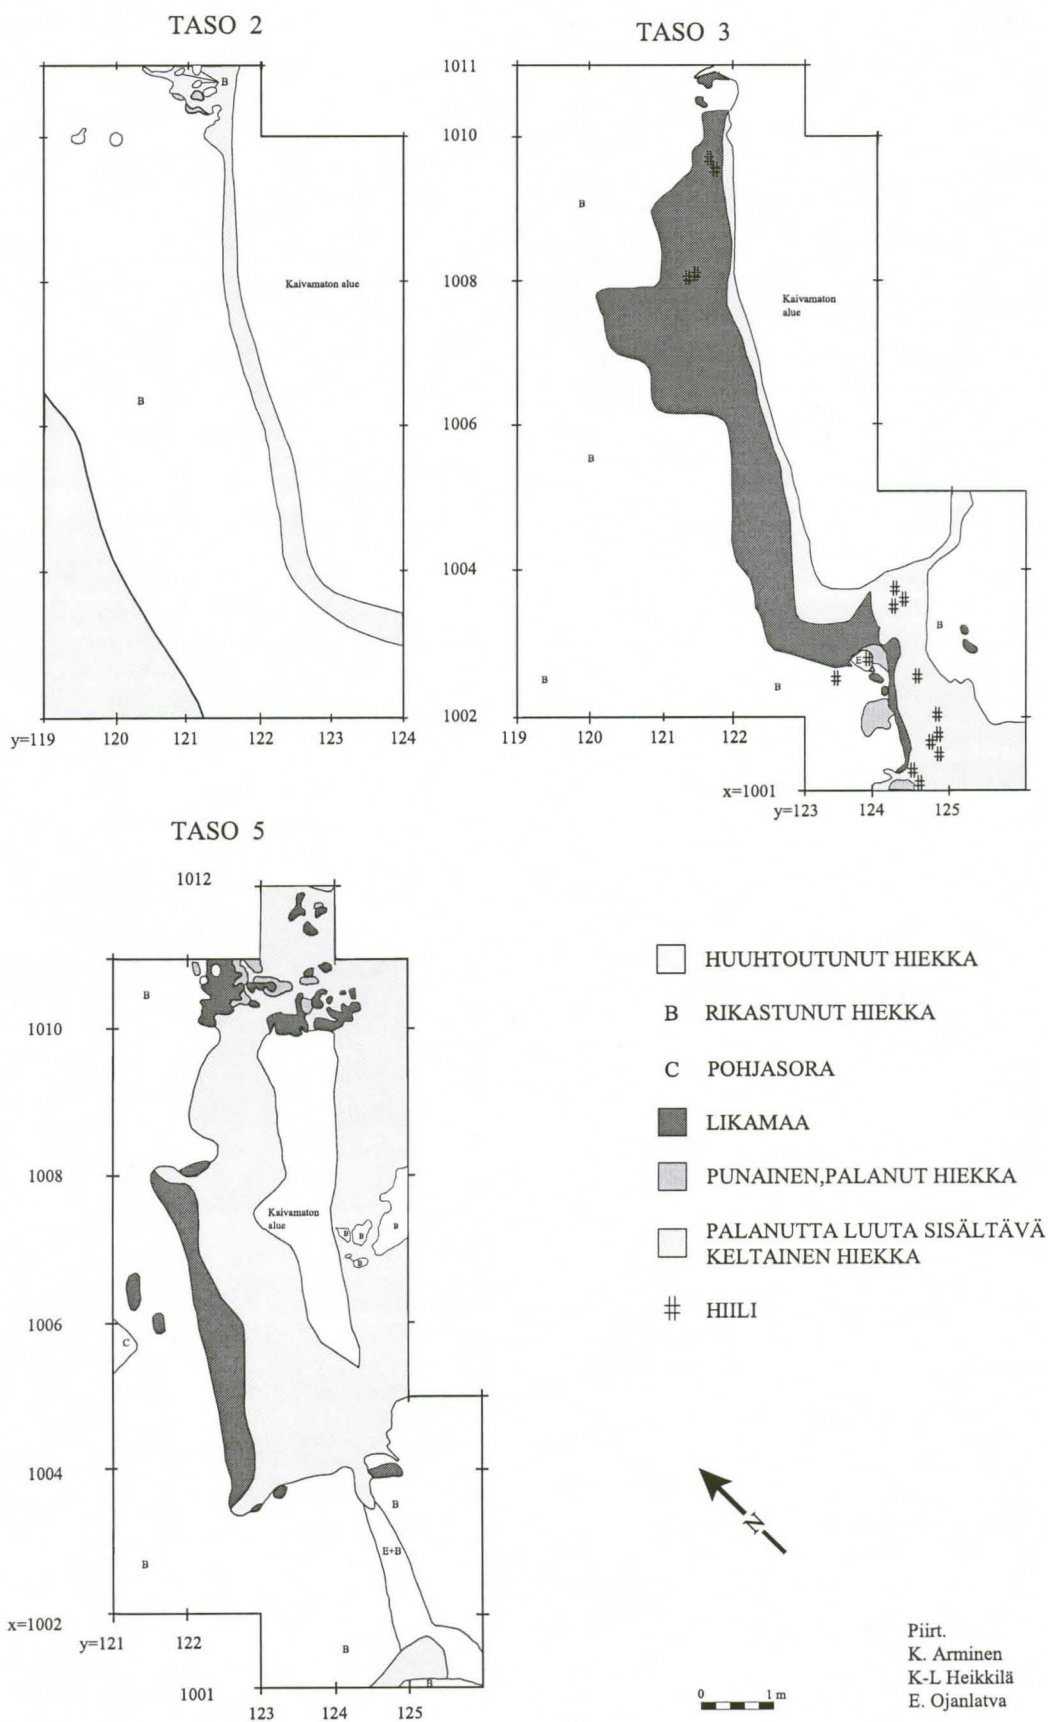 TASO 2
B
Kaivamaton alue
B
y=119 120 121 122 123 124
TASO 3
1011
1010
1008
1006
1004
1002
B
Kaivamaton
alue
B
B
E
B
B
119 120 121 122
x=1001
y=123 124 125
TASO 5
1012
1010
1008
1006
1004
x=1002
1001
B
Kaivamaton
alue
B B B
B
C
B
E+B
B
B
B
y=121 122
123 124 125
HUUHTOUTUNUT HIEKKA
B RIKASTUNUT HIEKKA
C POHJASORA
LIKAMAA
PUNAINEN,PALANUT HIEKKA
PALANUTTA LUUTA SISÄLTÄVÄ
KELTAINEN HIEKKA
# HIILI
N
0 1 m
Piirt.
K. Arminen
K-L Heikkilä
E. Ojanlatva